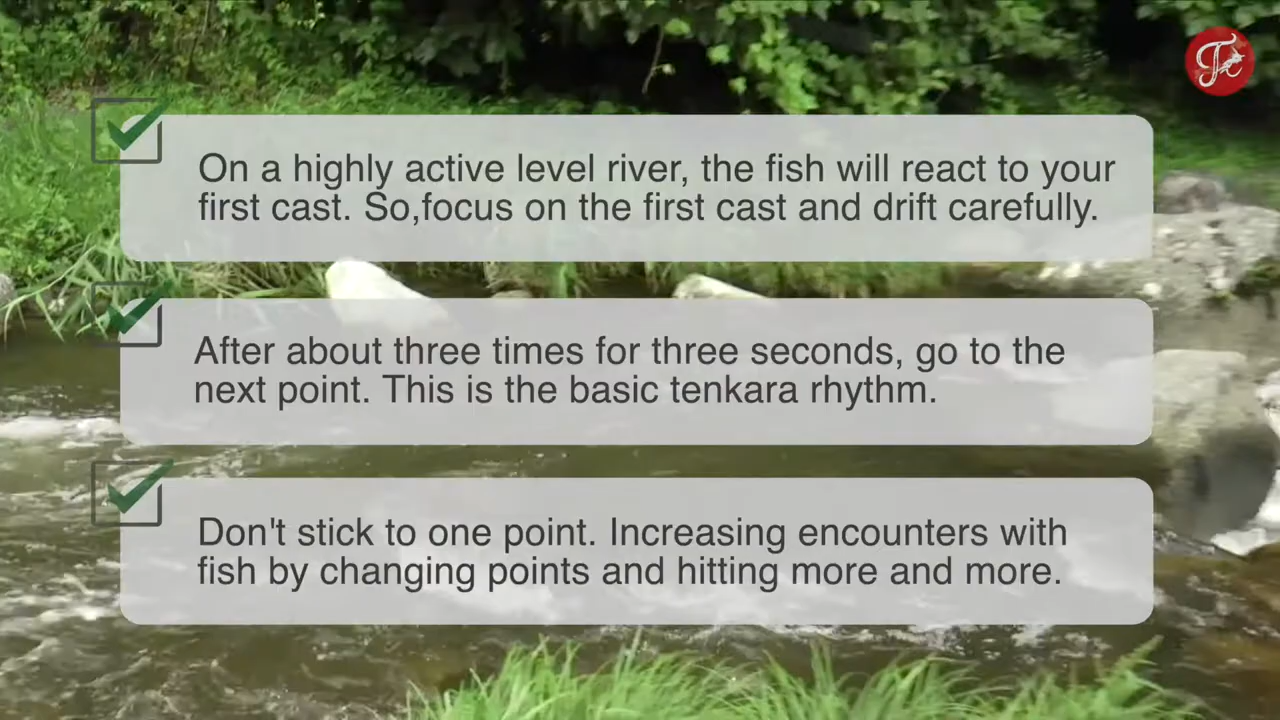 On a highly active level river, the fish will react to your
first cast. So,focus on the first cast and drift carefully.
After about three times for three seconds, go to the
next point. This is the basic tenkara rhythm.
Don't stick to one point. Increasing encounters with
fish by changing points and hitting more and more.